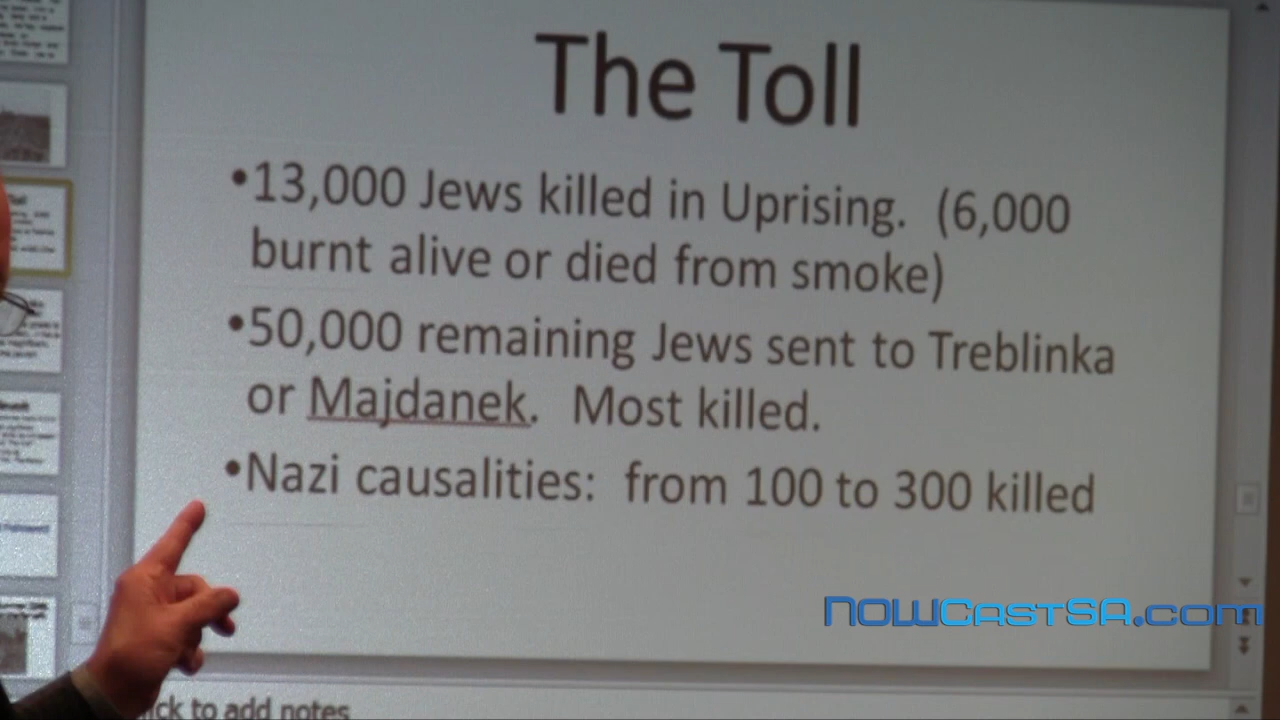 The Toll
•13,000 Jews killed in Uprising. (6,000
burnt alive or died from smoke)
•50,000 remaining Jews sent to Treblinka
or Majdanek. Most killed.
•Nazi causalities: from 100 to 300 killed
NOWCASTSA.com
to add notes